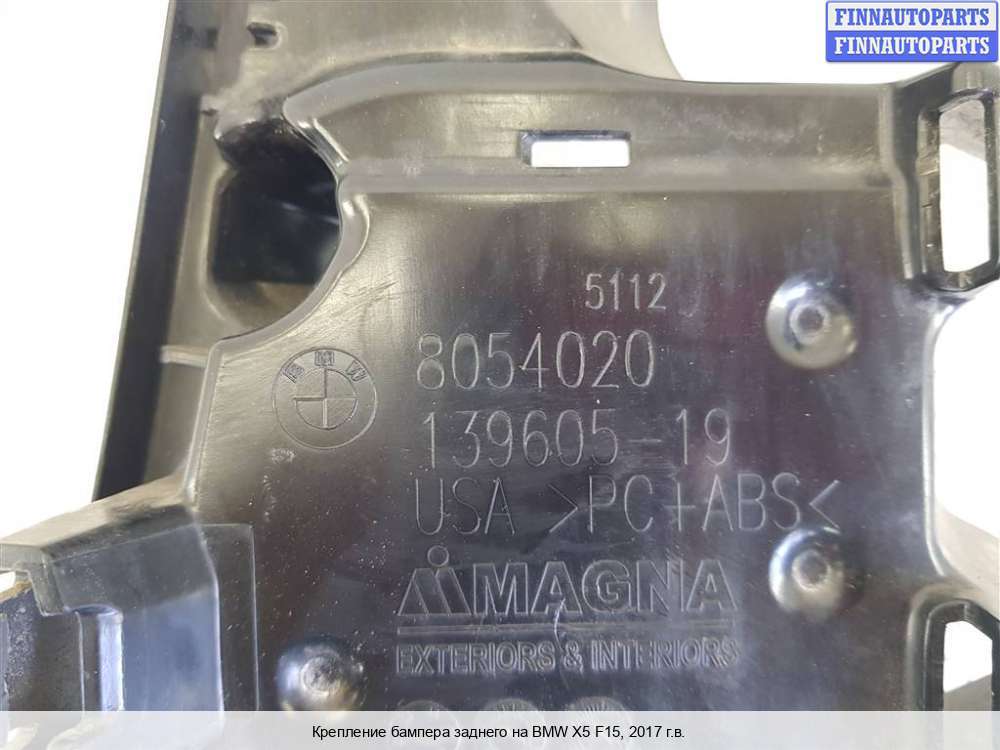 FINNAUTOPARTS
FINNAUTOPARTS
5112
8054020
BMW
139605-19
USA >PC+ABS<
MAGNA
EXTERIORS & INTERIORS
Крепление бампера заднего на BMW X5 F15, 2017 г.в.